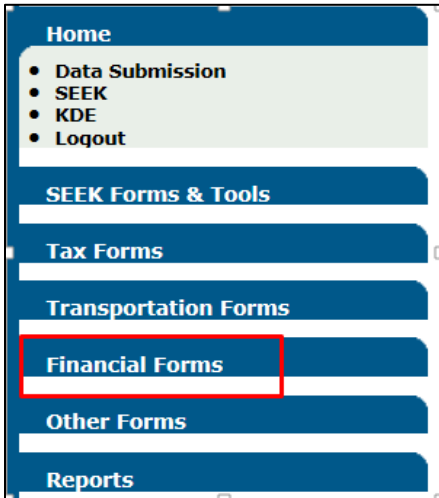 Home
• Data Submission
• SEEK
• KDE
• Logout
SEEK Forms & Tools
Tax Forms
Transportation Forms
Financial Forms
Other Forms
Reports